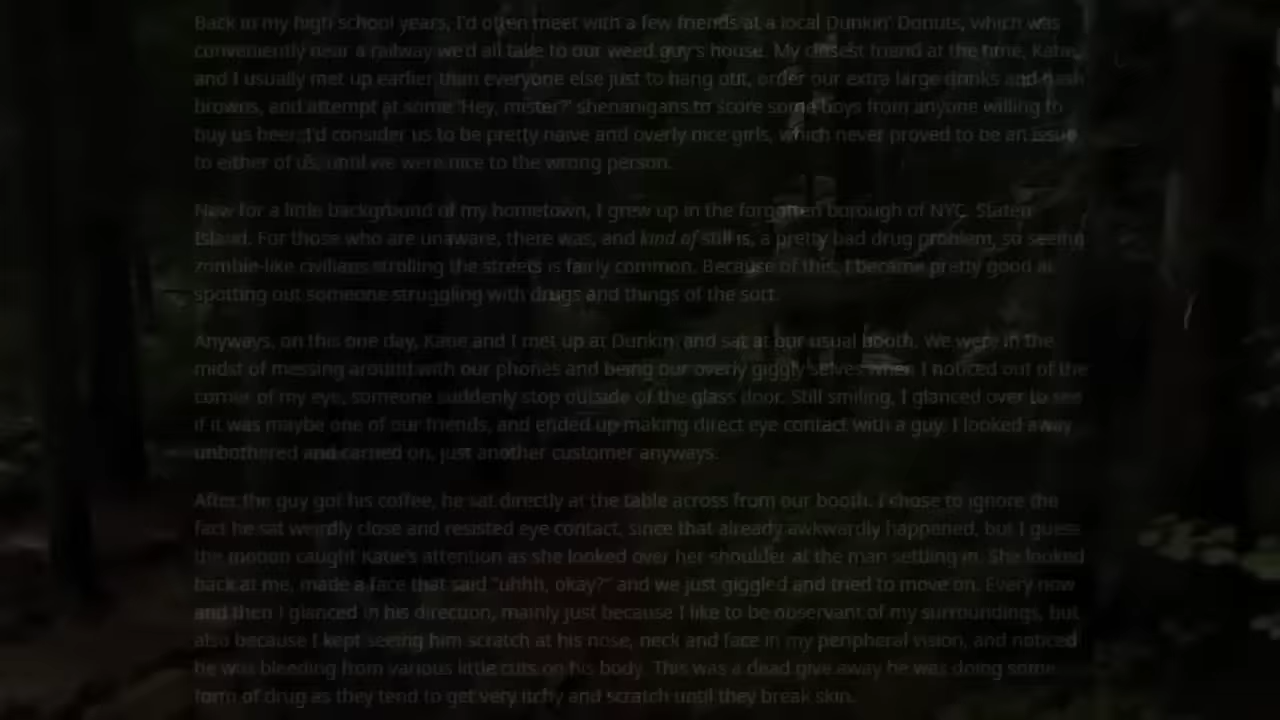 Back in my high school years, I'd often meet with a few friends at a local Dunkin' Donuts, which was
conveniently near a railway we'd all take to our weed guy's house. My closest friend at the time, Katie,
and I usually met up earlier than everyone else just to hang out, order our extra large drinks and hash
browns, and attempt at some "Hey, mister?" shenanigans to score some boys from anyone willing to
buy us beer. I'd consider us to be pretty naive and overly nice girls, which never proved to be an issue
to either of us, until we were nice to the wrong person.
Now for a little background of my hometown, I grew up in the forgotten borough of NYC, Staten
Island. For those who are unaware, there was, and kind of still is, a pretty bad drug problem, so seeing
zombie-like civilians strolling the streets is fairly common. Because of this, I became pretty good at
spotting out someone struggling with drugs and things of the sort.
Anyways, on this one day, Katie and I met up at Dunkin, and sat at our usual booth. We were in the
midst of messing around with our phones and being our overly giggly selves when I noticed out of the
corner of my eye, someone suddenly stop outside of the glass door. Still smiling, I glanced over to see
if it was maybe one of our friends, and ended up making direct eye contact with a guy. I looked away
unbothered and carried on, just another customer anyways.
After the guy got his coffee, he sat directly at the table across from our booth. I chose to ignore the
fact he sat weirdly close and resisted eye contact, since that already awkwardly happened, but I guess
the motion caught Katie's attention as she looked over her shoulder at the man settling in. She looked
back at me, made a face that said "uhhh, okay?" and we just giggled and tried to move on. Every now
and then I glanced in his direction, mainly just because I like to be observant of my surroundings, but
also because I kept seeing him scratch at his nose, neck and face in my peripheral vision, and noticed
he was bleeding from various little cuts on his body. This was a dead give away he was doing some
form of drug as they tend to get very itchy and scratch until they break skin.